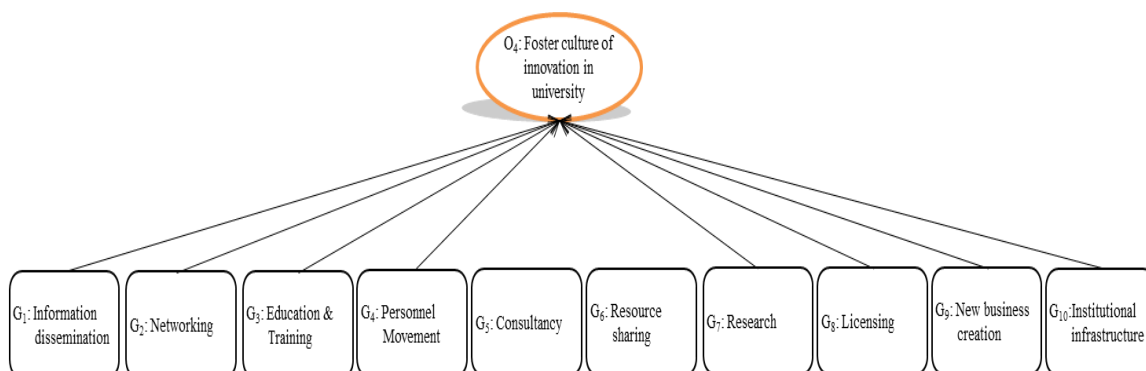 O₄: Foster culture of
innovation in
university
G₁: Information
dissemination
G₂: Networking
G₃: Education &
Training
G₄: Personnel
Movement
G₅: Consultancy
G₆: Resource
sharing
G₇: Research
G₈: Licensing
G₉: New business
creation
G₁₀:Institutional
infrastructure